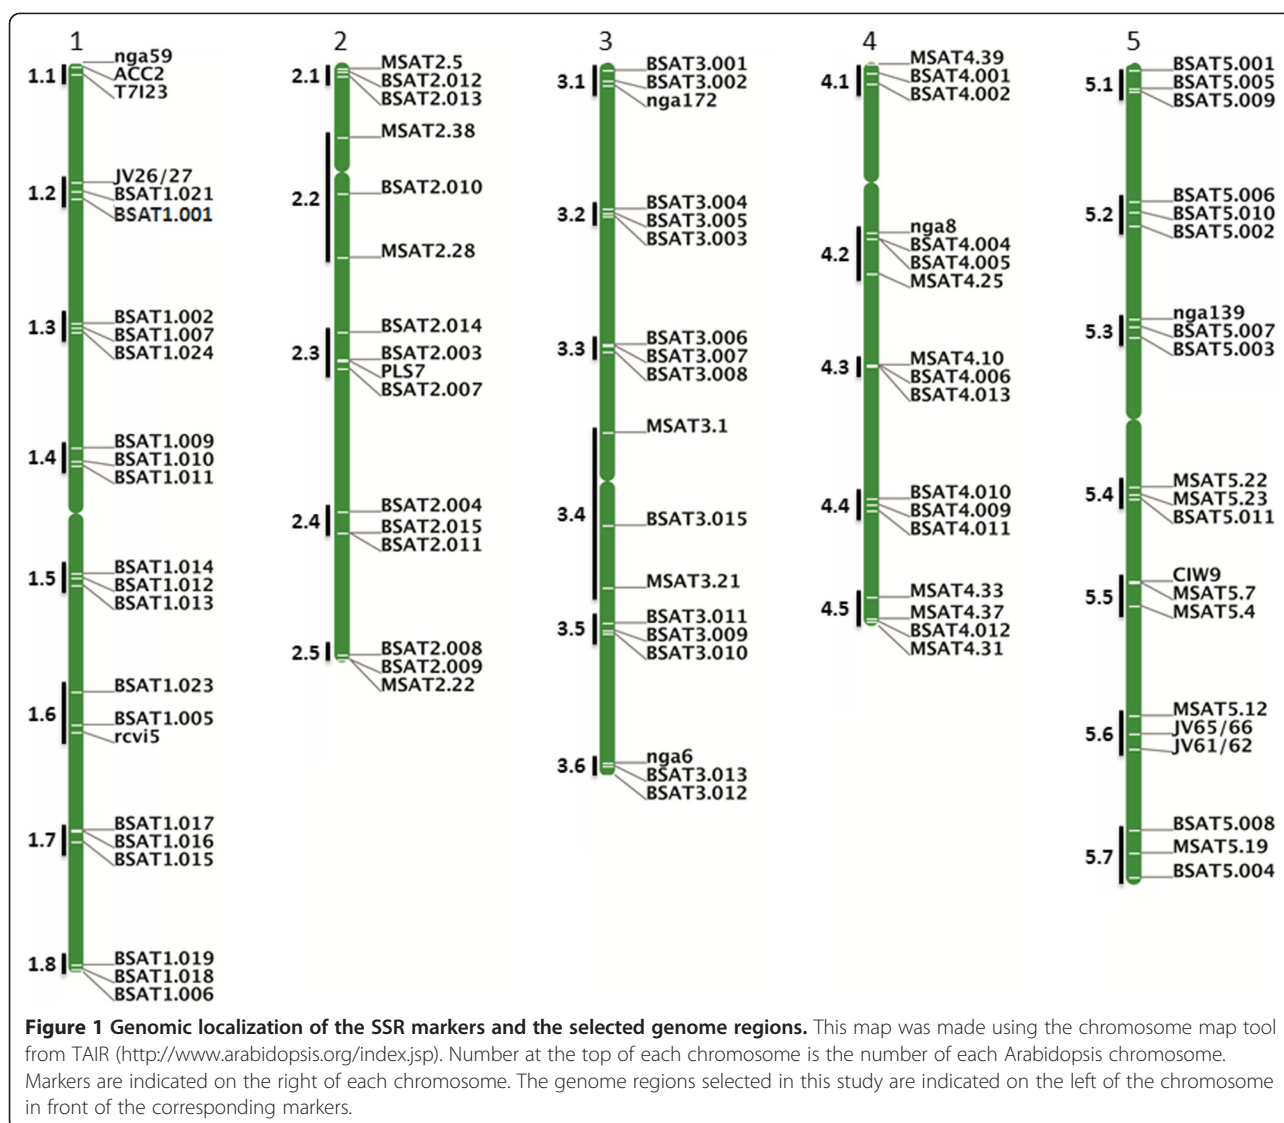 1
nga59
1.1
ACC2
T7I23
JV26/27
1.2
BSAT1.021
BSAT1.001
BSAT1.002
1.3
BSAT1.007
BSAT1.024
BSAT1.009
1.4
BSAT1.010
BSAT1.011
BSAT1.014
1.5
BSAT1.012
BSAT1.013
BSAT1.023
1.6
BSAT1.005
rcvi5
BSAT1.017
1.7
BSAT1.016
BSAT1.015
BSAT1.019
1.8
BSAT1.018
BSAT1.006
2
MSAT2.5
2.1
BSAT2.012
BSAT2.013
MSAT2.38
BSAT2.010
2.2
MSAT2.28
BSAT2.014
2.3
BSAT2.003
PLS7
BSAT2.007
BSAT2.004
2.4
BSAT2.015
BSAT2.011
BSAT2.008
2.5
BSAT2.009
MSAT2.22
3
BSAT3.001
3.1
BSAT3.002
nga172
BSAT3.004
3.2
BSAT3.005
BSAT3.003
BSAT3.006
3.3
BSAT3.007
BSAT3.008
MSAT3.1
3.4
BSAT3.015
MSAT3.21
BSAT3.011
3.5
BSAT3.009
BSAT3.010
nga6
3.6
BSAT3.013
BSAT3.012
4
MSAT4.39
4.1
BSAT4.001
BSAT4.002
nga8
BSAT4.004
4.2
BSAT4.005
MSAT4.25
MSAT4.10
4.3
BSAT4.006
BSAT4.013
BSAT4.010
4.4
BSAT4.009
BSAT4.011
MSAT4.33
4.5
MSAT4.37
BSAT4.012
MSAT4.31
5
BSAT5.001
5.1
BSAT5.005
BSAT5.009
BSAT5.006
5.2
BSAT5.010
BSAT5.002
nga139
5.3
BSAT5.007
BSAT5.003
MSAT5.22
5.4
MSAT5.23
BSAT5.011
CIW9
5.5
MSAT5.7
MSAT5.4
MSAT5.12
5.6
JV65/66
JV61/62
BSAT5.008
5.7
MSAT5.19
BSAT5.004
Figure 1 Genomic localization of the SSR markers and the selected genome regions. This map was made using the chromosome map tool
from TAIR (http://www.arabidopsis.org/index.jsp). Number at the top of each chromosome is the number of each Arabidopsis chromosome.
Markers are indicated on the right of each chromosome. The genome regions selected in this study are indicated on the left of the chromosome
in front of the corresponding markers.